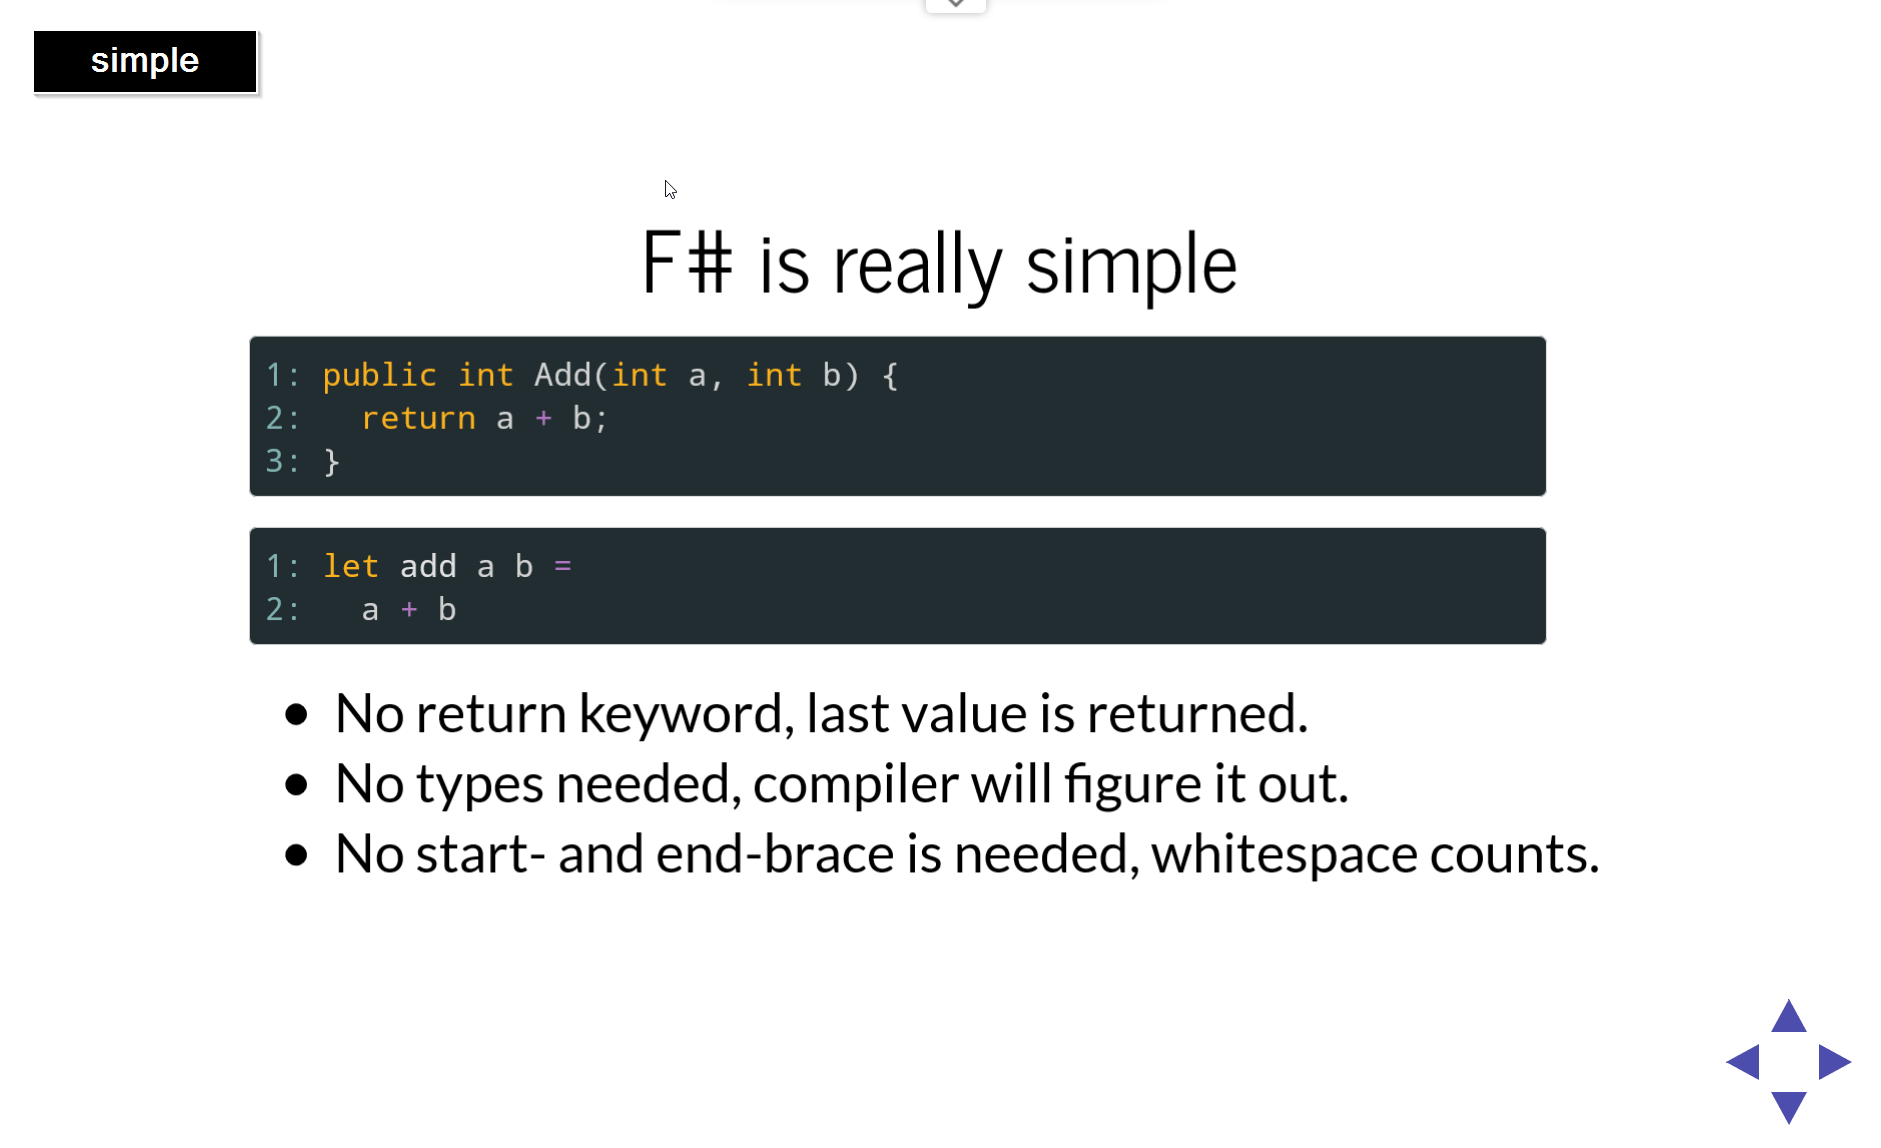 simple
F# is really simple
1: public int Add(int a, int b) {
2:   return a + b;
3: }
1: let add a b =
2:   a + b
• No return keyword, last value is returned.
• No types needed, compiler will figure it out.
• No start- and end-brace is needed, whitespace counts.